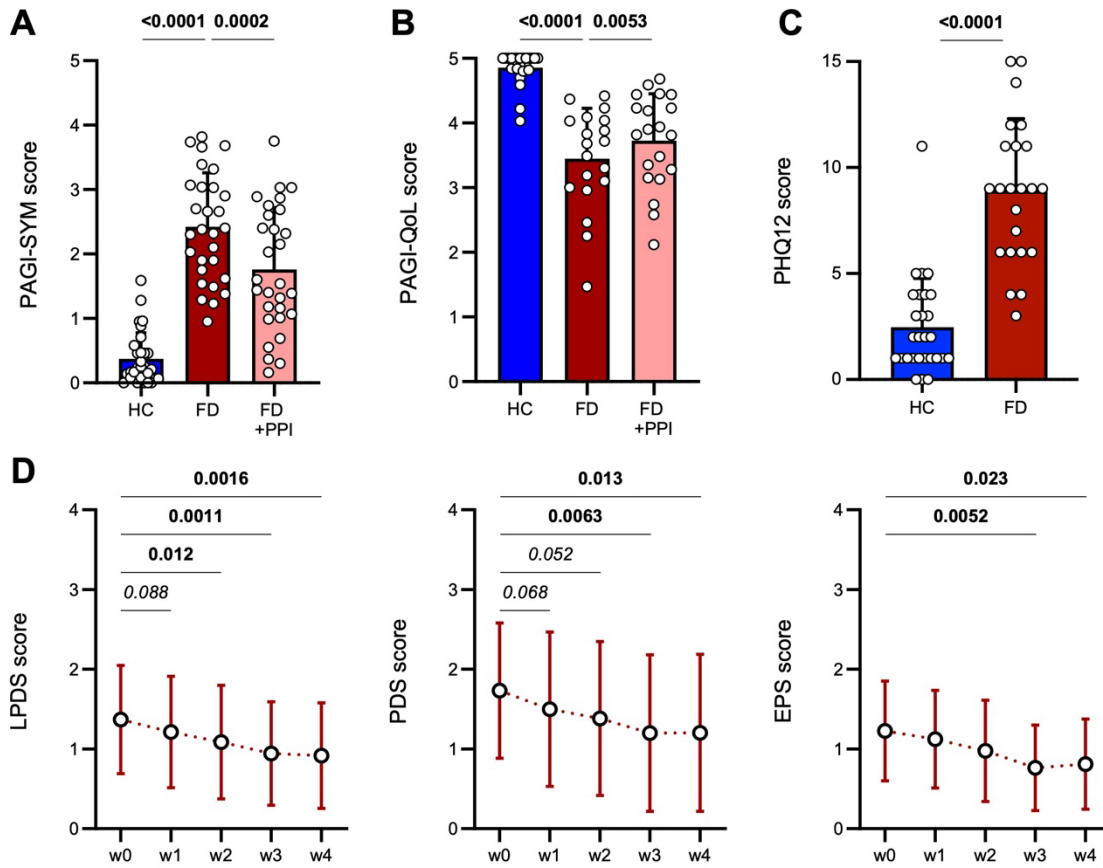 A
<0.0001 0.0002
PAGI-SYM score
5
4
3
2
1
0
HC
FD
FD
+PPI
B
<0.0001 0.0053
PAGI-QoL score
5
4
3
2
1
0
HC
FD
FD
+PPI
C
<0.0001
PHQ12 score
15
10
5
0
HC
FD
D
0.0016
0.0011
0.012
0.088
LPDS score
4
3
2
1
0
w0 w1 w2 w3 w4
0.013
0.0063
0.052
0.068
PDS score
4
3
2
1
0
w0 w1 w2 w3 w4
0.023
0.0052
EPS score
4
3
2
1
0
w0 w1 w2 w3 w4